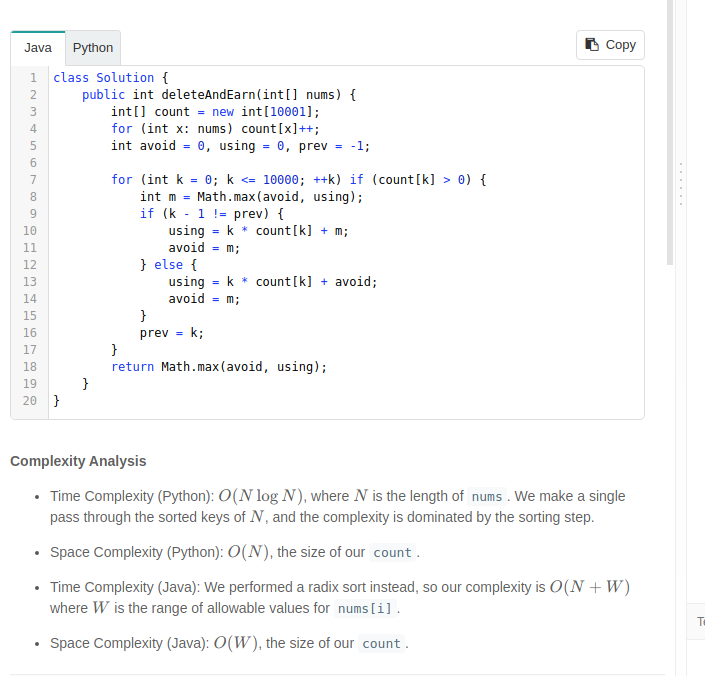 Java Python Copy
1 class Solution {
2     public int deleteAndEarn(int[] nums) {
3         int[] count = new int[10001];
4         for (int x: nums) count[x]++;
5         int avoid = 0, using = 0, prev = -1;
6
7         for (int k = 0; k <= 10000; ++k) if (count[k] > 0) {
8             int m = Math.max(avoid, using);
9             if (k - 1 != prev) {
10                 using = k * count[k] + m;
11                 avoid = m;
12             } else {
13                 using = k * count[k] + avoid;
14                 avoid = m;
15             }
16             prev = k;
17         }
18         return Math.max(avoid, using);
19     }
20 }
Complexity Analysis
• Time Complexity (Python): O(N log N), where N is the length of nums. We make a single
pass through the sorted keys of N, and the complexity is dominated by the sorting step.
• Space Complexity (Python): O(N), the size of our count.
• Time Complexity (Java): We performed a radix sort instead, so our complexity is O(N + W)
where W is the range of allowable values for nums[i].
• Space Complexity (Java): O(W), the size of our count.